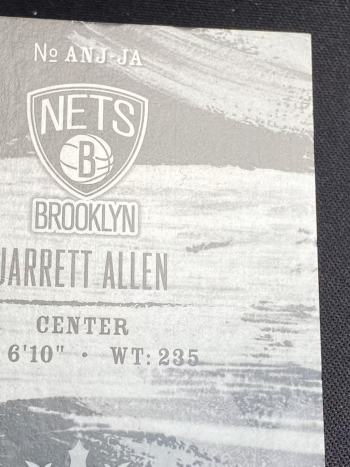 No ANJ-JA
NETS
B
BROOKLYN
JARRETT ALLEN
CENTER
6'10" • WT: 235